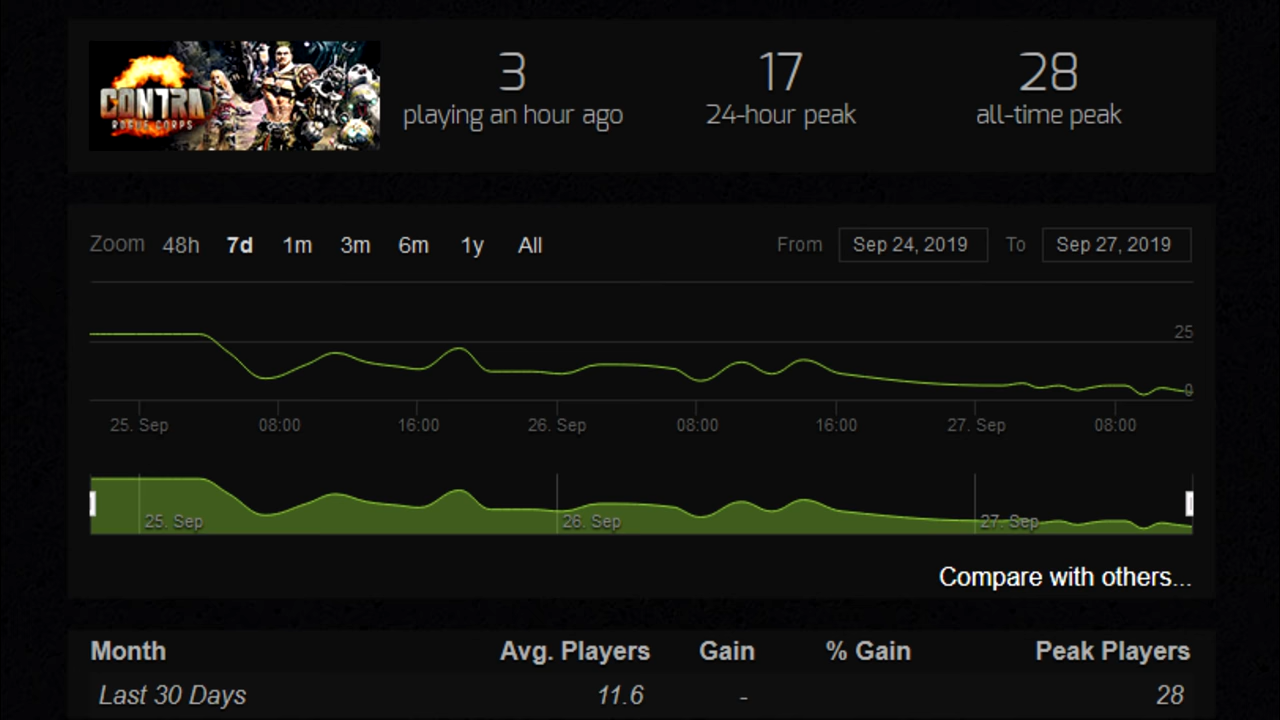 CONTRA
ROGUE CORPS
3
playing an hour ago
17
24-hour peak
28
all-time peak
Zoom 48h 7d 1m 3m 6m 1y All
From Sep 24, 2019 To Sep 27, 2019
25
0
25. Sep 08:00 16:00 26. Sep 08:00 16:00 27. Sep 08:00
25. Sep 26. Sep 27. Sep
Compare with others...
Month Avg. Players Gain % Gain Peak Players
Last 30 Days 11.6 - 28